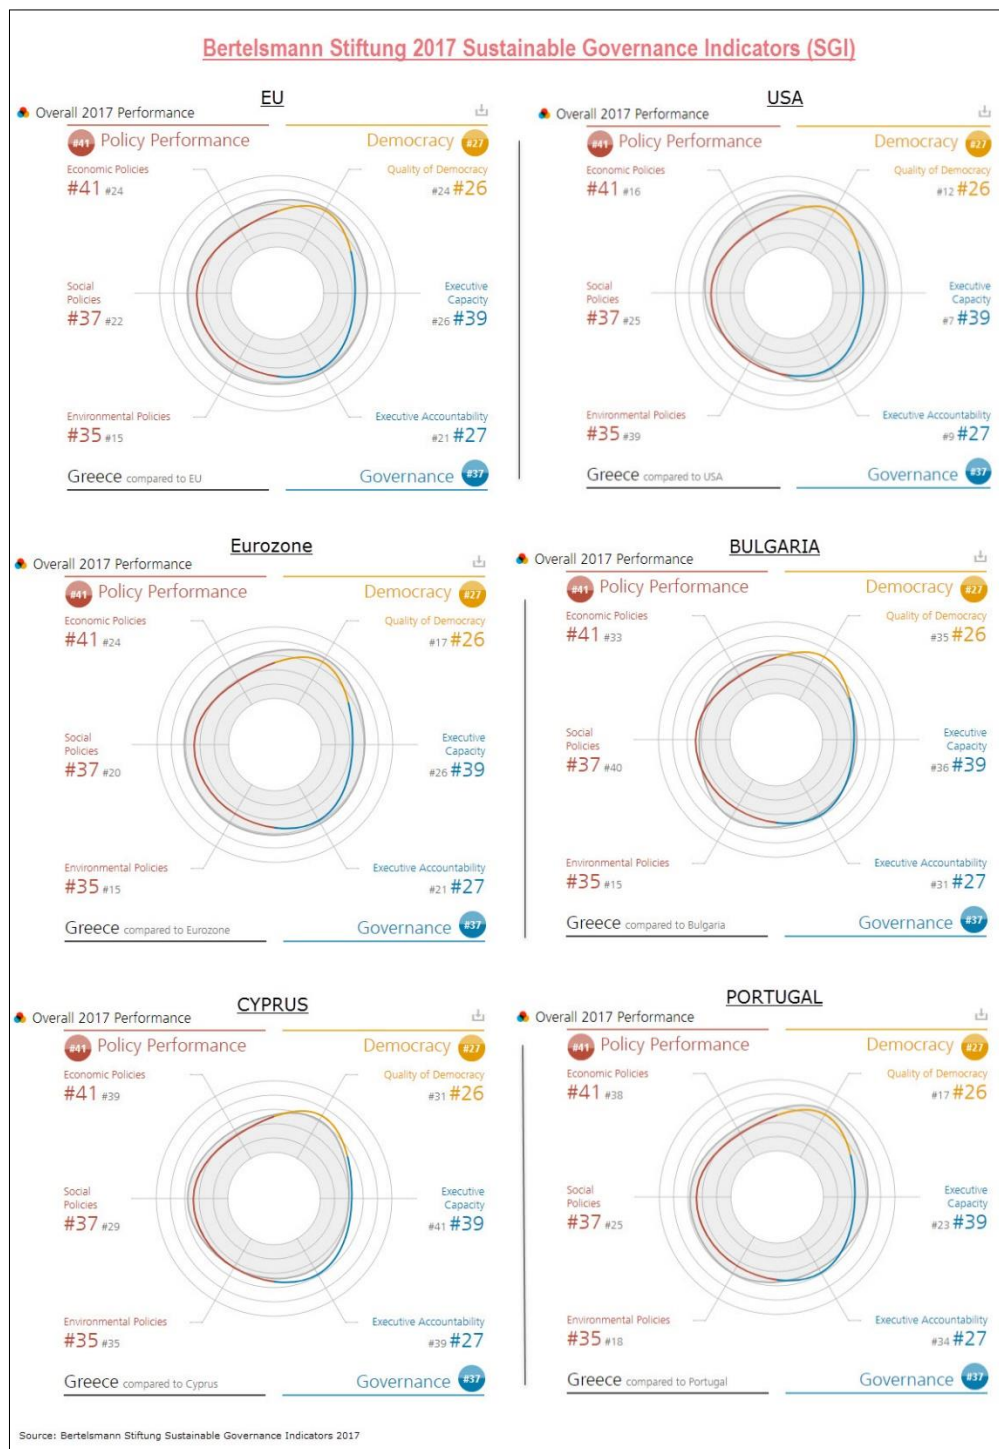 Bertelsmann Stiftung 2017 Sustainable Governance Indicators (SGI)
EU
Overall 2017 Performance
#41 Policy Performance
Democracy #27
Economic Policies
#41 #24
Quality of Democracy
#24 #26
Social
Policies
#37 #22
Executive
Capacity
#26 #39
Environmental Policies
#35 #15
Executive Accountability
#21 #27
Greece compared to EU
Governance #37
USA
Overall 2017 Performance
#41 Policy Performance
Democracy #27
Economic Policies
#41 #16
Quality of Democracy
#12 #26
Social
Policies
#37 #25
Executive
Capacity
#7 #39
Environmental Policies
#35 #39
Executive Accountability
#9 #27
Greece compared to USA
Governance #37
Eurozone
Overall 2017 Performance
#41 Policy Performance
Democracy #27
Economic Policies
#41 #24
Quality of Democracy
#17 #26
Social
Policies
#37 #20
Executive
Capacity
#26 #39
Environmental Policies
#35 #15
Executive Accountability
#21 #27
Greece compared to Eurozone
Governance #37
BULGARIA
Overall 2017 Performance
#41 Policy Performance
Democracy #27
Economic Policies
#41 #33
Quality of Democracy
#35 #26
Social
Policies
#37 #40
Executive
Capacity
#36 #39
Environmental Policies
#35 #15
Executive Accountability
#31 #27
Greece compared to Bulgaria
Governance #37
CYPRUS
Overall 2017 Performance
#41 Policy Performance
Democracy #27
Economic Policies
#41 #39
Quality of Democracy
#31 #26
Social
Policies
#37 #29
Executive
Capacity
#41 #39
Environmental Policies
#35 #35
Executive Accountability
#39 #27
Greece compared to Cyprus
Governance #37
PORTUGAL
Overall 2017 Performance
#41 Policy Performance
Democracy #27
Economic Policies
#41 #38
Quality of Democracy
#17 #26
Social
Policies
#37 #25
Executive
Capacity
#23 #39
Environmental Policies
#35 #18
Executive Accountability
#34 #27
Greece compared to Portugal
Governance #37
Source: Bertelsmann Stiftung Sustainable Governance Indicators 2017